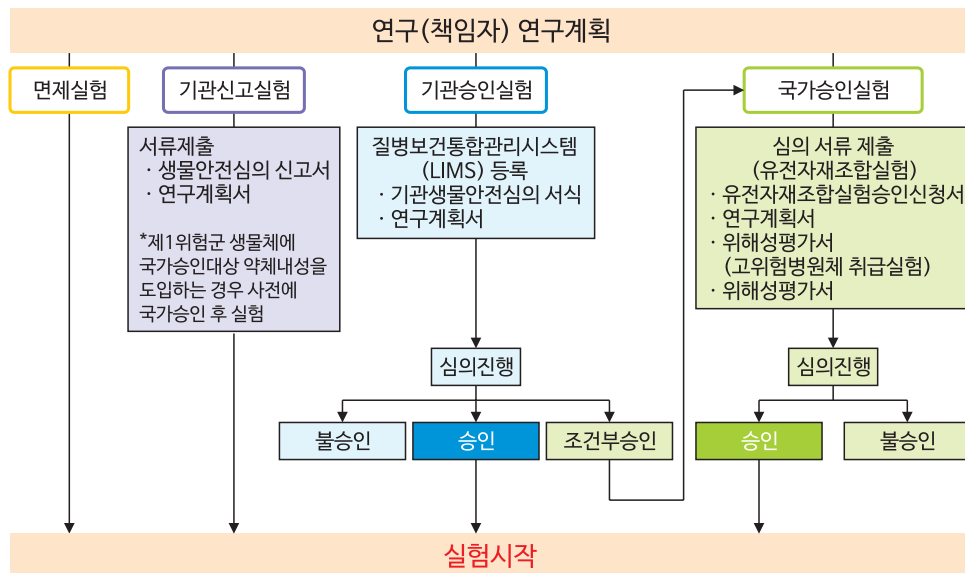 연구(책임자) 연구계획
면제실험
기관신고실험
기관승인실험
국가승인실험
서류제출
· 생물안전심의 신고서
· 연구계획서
*제1위험군 생물체에
국가승인대상 약체내성을
도입하는 경우 사전에
국가승인 후 실험
질병보건통합관리시스템
(LIMS) 등록
· 기관생물안전심의 서식
· 연구계획서
심의 서류 제출
(유전자재조합실험)
· 유전자재조합실험승인신청서
· 연구계획서
· 위해성평가서
(고위험병원체 취급실험)
· 위해성평가서
심의진행
심의진행
불승인
승인
조건부승인
승인
불승인
실험시작